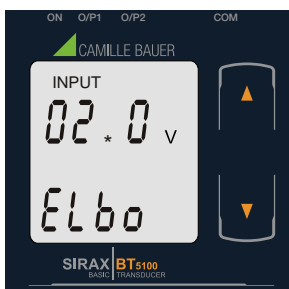 ON O/P1 O/P2 COM
CAMILLE BAUER
INPUT
02*0 V
ELbo
SIRAX BT5100
BASIC TRANSDUCER